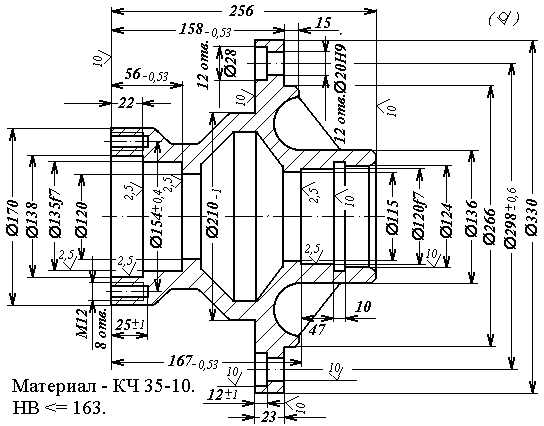 256
158-0,53
15
(√)
56-0,53
22
10
12 отв.
Ø28
12 отв.Ø20H9
10
10
Ø170
Ø138
Ø135f7
Ø120
2,5
2,5
Ø154±0,4
Ø210-1
2,5
10
Ø115
Ø120f7
Ø124
Ø136
Ø266
Ø298±0,6
Ø330
2,5
2,5
2,5
10
M12
8 отв.
25±1
10
47
167-0,53
10
10
12±1
10
23
Материал - КЧ 35-10.
НВ <= 163.